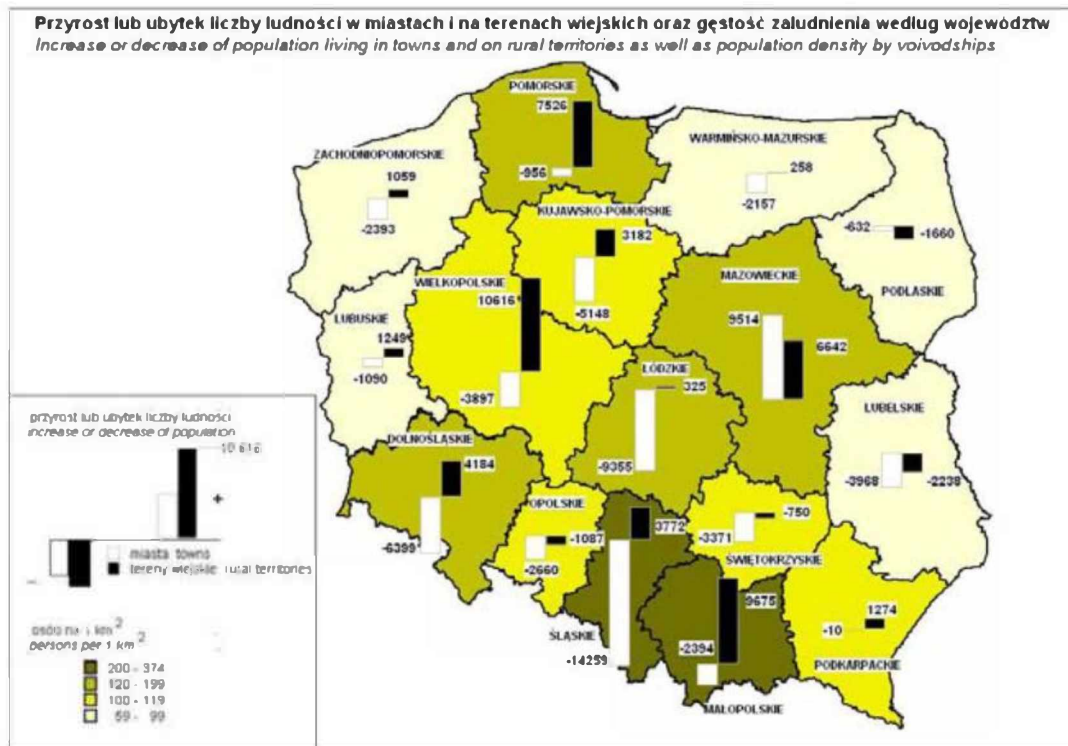 Przyrost lub ubytek liczby ludności w miastach i na terenach wiejskich oraz gęstość zaludnienia według województw
Increase or decrease of population living in towns and on rural territories as well as population density by voivodships
POMORSKIE
7526
-956
WARMIŃSKO-MAZURSKIE
258
-2157
ZACHODNIOPOMORSKIE
1059
-2393
KUJAWSKO-POMORSKIE
3182
-5148
-632
-1660
PODLASKIE
MAZOWIECKIE
9514
6642
WIELKOPOLSKIE
10616
-3897
LUBUSKIE
1249
-1090
ŁÓDZKIE
325
-9355
LUBELSKIE
-3968
-2238
DOLNOŚLĄSKIE
4184
-6399
OPOLSKIE
-1087
-2660
3772
ŚLĄSKIE
-14259
-750
-3371
ŚWIĘTOKRZYSKIE
9675
-2394
MAŁOPOLSKIE
1274
-10
PODKARPACKIE
przyrost lub ubytek liczby ludności
increase or decrease of population
10 616
+
miasta towns
tereny wiejskie rural territories
osób na 1 km2
persons per 1 km2
200 - 374
120 - 199
100 - 119
59 - 99